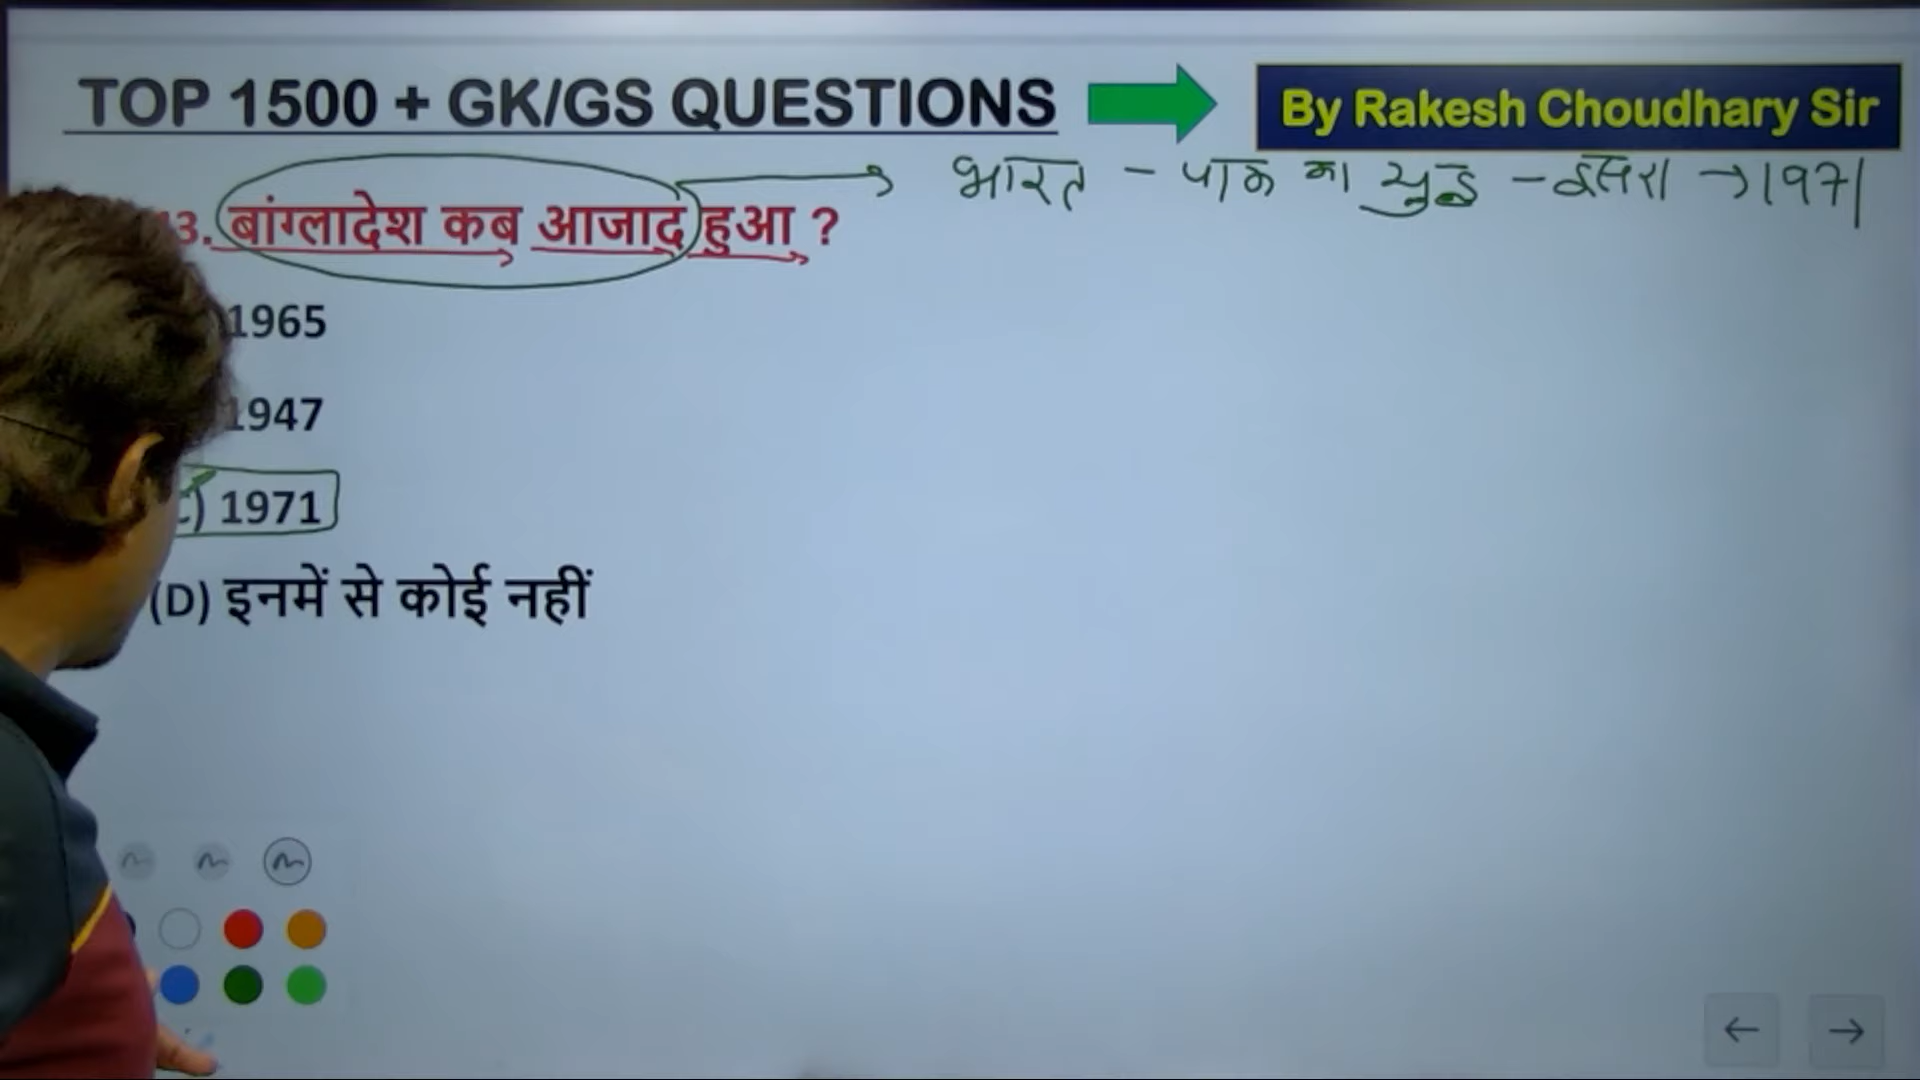 TOP 1500 + GK/GS QUESTIONS
By Rakesh Choudhary Sir
भारत - पाक का युद्ध - दूसरा → 1971
3. बांग्लादेश कब आजाद हुआ ?
1965
1947
C) 1971
(D) इनमें से कोई नहीं